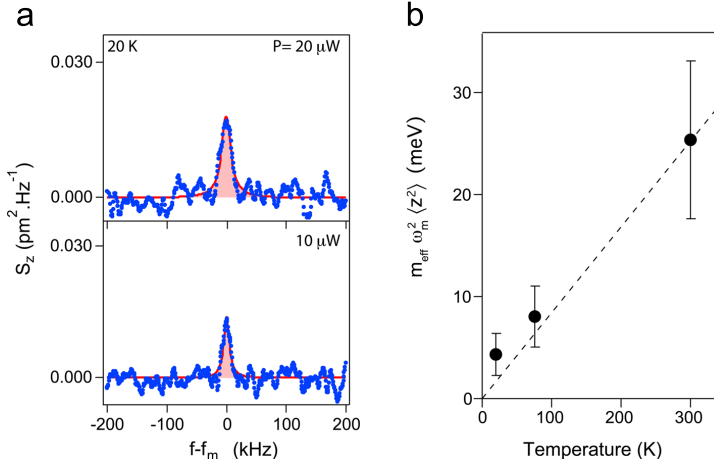 a
b
20 K
P= 20 μW
0.030
0.000
10 μW
0.030
0.000
S_z (pm².Hz⁻¹)
-200
-100
0
100
200
f-f_m (kHz)
30
20
10
0
m_eff ω_m² ⟨z²⟩ (meV)
0
100
200
300
Temperature (K)